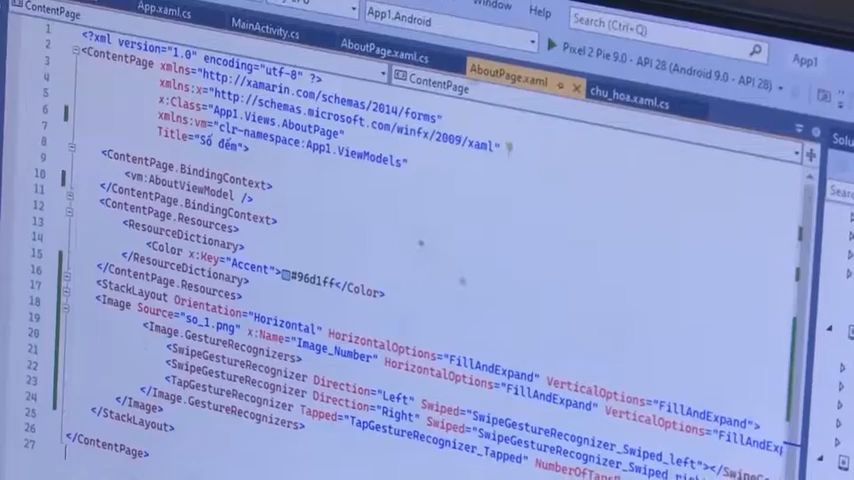 Window
Help
App1.Android
Search (Ctrl+Q)
App1
Pixel 2 Pie 9.0 - API 28 (Android 9.0 - API 28)
ContentPage
App.xaml.cs
MainActivity.cs
AboutPage.xaml.cs
AboutPage.xaml
chu_hoa.xaml.cs
ContentPage
Solu
Search
1 <?xml version="1.0" encoding="utf-8" ?>
2 <ContentPage xmlns="http://xamarin.com/schemas/2014/forms"
3 xmlns:x="http://schemas.microsoft.com/winfx/2009/xaml"
4 x:Class="App1.Views.AboutPage"
5 xmlns:vm="clr-namespace:App1.ViewModels"
6 Title="Số đếm">
7
8 <ContentPage.BindingContext>
9 <vm:AboutViewModel />
10 </ContentPage.BindingContext>
11 <ContentPage.Resources>
12 <ResourceDictionary>
13 <Color x:Key="Accent">#96d1ff</Color>
14 </ResourceDictionary>
15 </ContentPage.Resources>
16 <StackLayout Orientation="Horizontal" HorizontalOptions="FillAndExpand" VerticalOptions="FillAndExpand">
17 <Image Source="so_1.png" x:Name="Image_Number" HorizontalOptions="FillAndExpand" VerticalOptions="FillAndExp
18 <Image.GestureRecognizers>
19 <SwipeGestureRecognizer Direction="Left" Swiped="SwipeGestureRecognizer_Swiped_left"></SwipeG
20 <SwipeGestureRecognizer Direction="Right" Swiped="SwipeGestureRecognizer_Swiped_righ
21 <TapGestureRecognizer Tapped="TapGestureRecognizer_Tapped" NumberOfTaps
22 </Image.GestureRecognizers>
23 </Image>
24 </StackLayout>
25
26 </ContentPage>
27